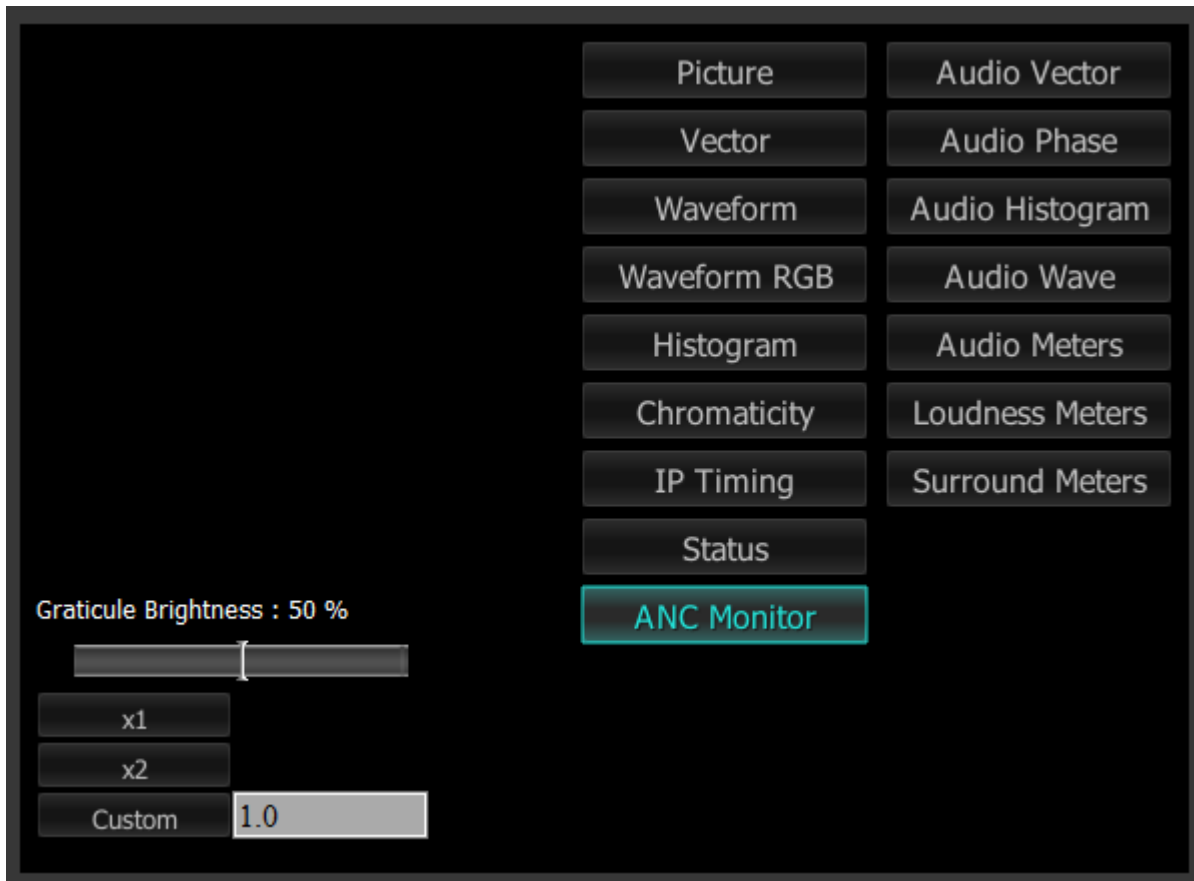 Picture
Audio Vector
Vector
Audio Phase
Waveform
Audio Histogram
Waveform RGB
Audio Wave
Histogram
Audio Meters
Chromaticity
Loudness Meters
IP Timing
Surround Meters
Status
ANC Monitor
Graticule Brightness : 50 %
x1
x2
Custom
1.0